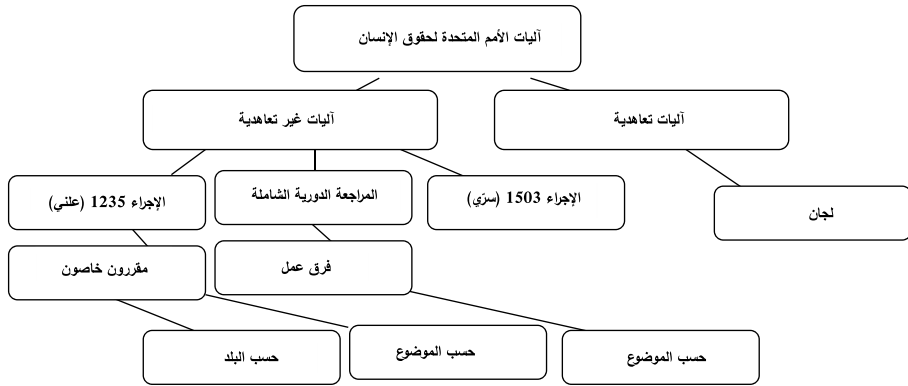 آليات الأمم المتحدة لحقوق الإنسان
آليات تعاهدية
آليات غير تعاهدية
لجان
الإجراء 1503 (سرّي)
المراجعة الدورية الشاملة
الإجراء 1235 (علني)
فرق عمل
مقررون خاصون
حسب الموضوع
حسب الموضوع
حسب البلد